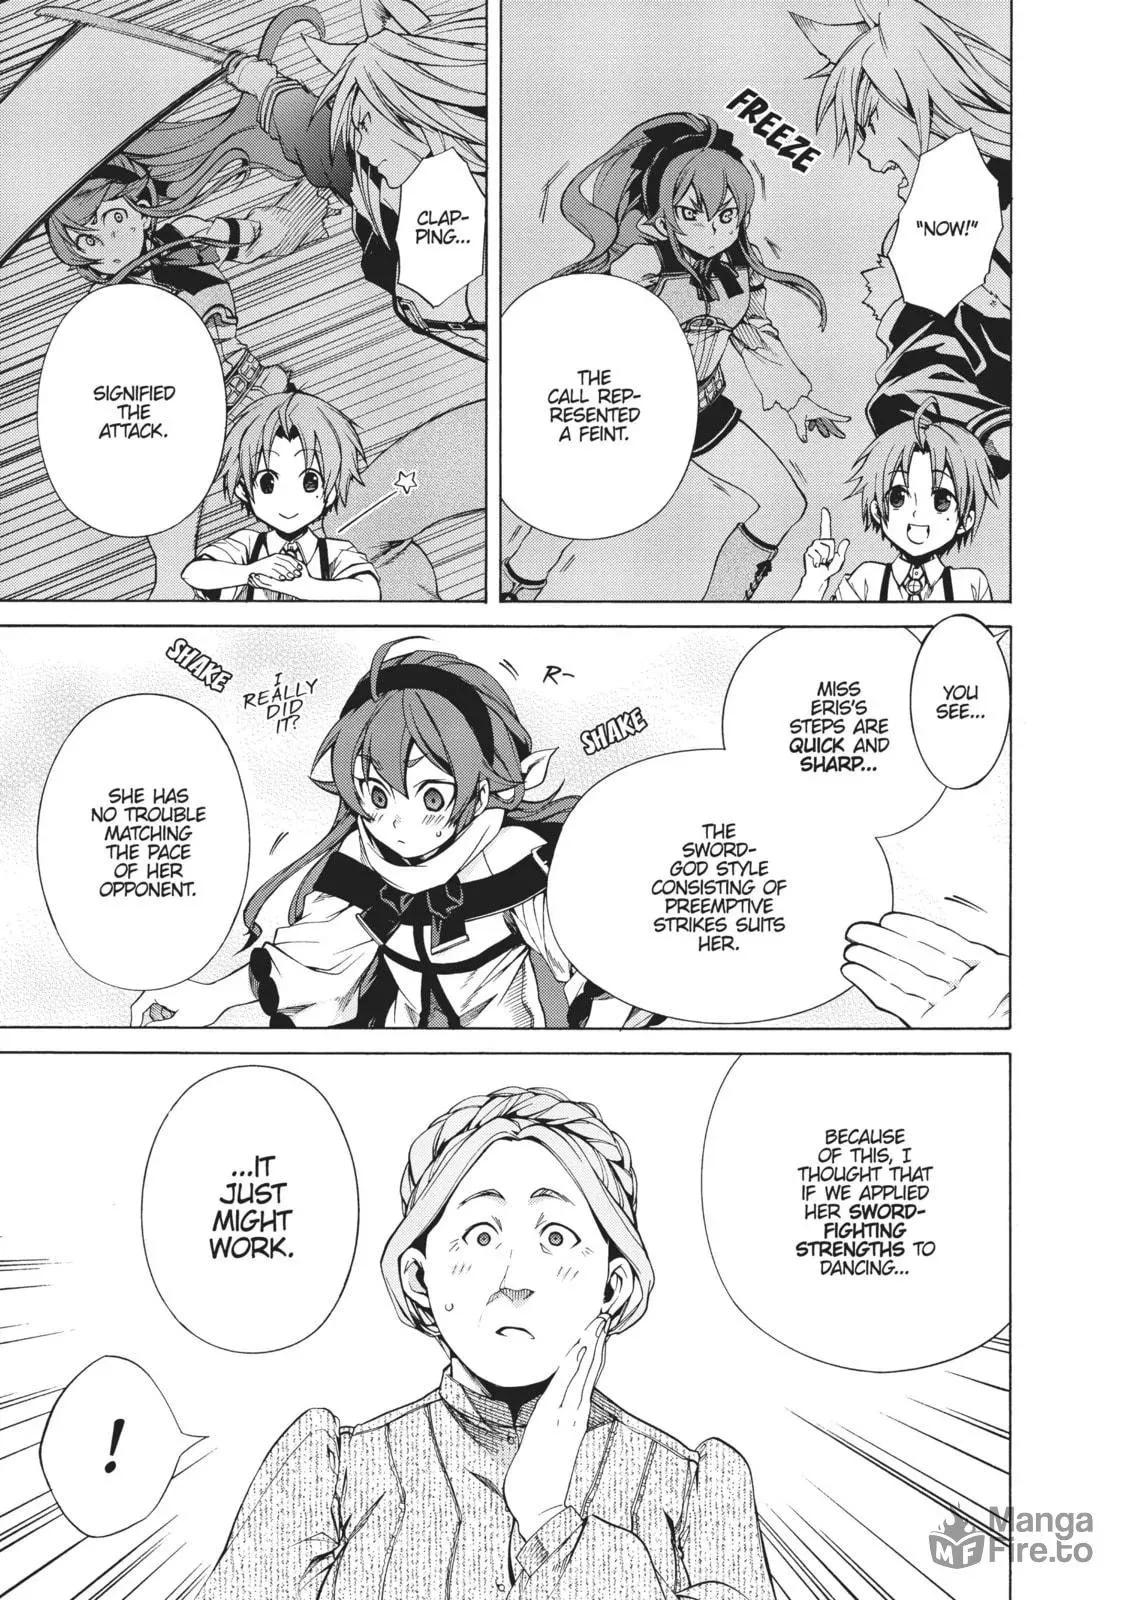 FREEZE
"NOW!"
THE
CALL REP-
RESENTED
A FEINT.
CLAP-
PING...
SIGNIFIED
THE
ATTACK.
YOU
SEE...
MISS
ERIS'S
STEPS ARE
QUICK AND
SHARP...
THE
SWORD-
GOD STYLE
CONSISTING OF
PREEMPTIVE
STRIKES SUITS
HER.
R-
SHAKE
I
REALLY
DID
IT?
SHAKE
SHE HAS
NO TROUBLE
MATCHING
THE PACE
OF HER
OPPONENT.
BECAUSE
OF THIS, I
THOUGHT THAT
IF WE APPLIED
HER SWORD-
FIGHTING
STRENGTHS TO
DANCING...
...IT
JUST
MIGHT
WORK.
!
MF
Manga
Fire.to